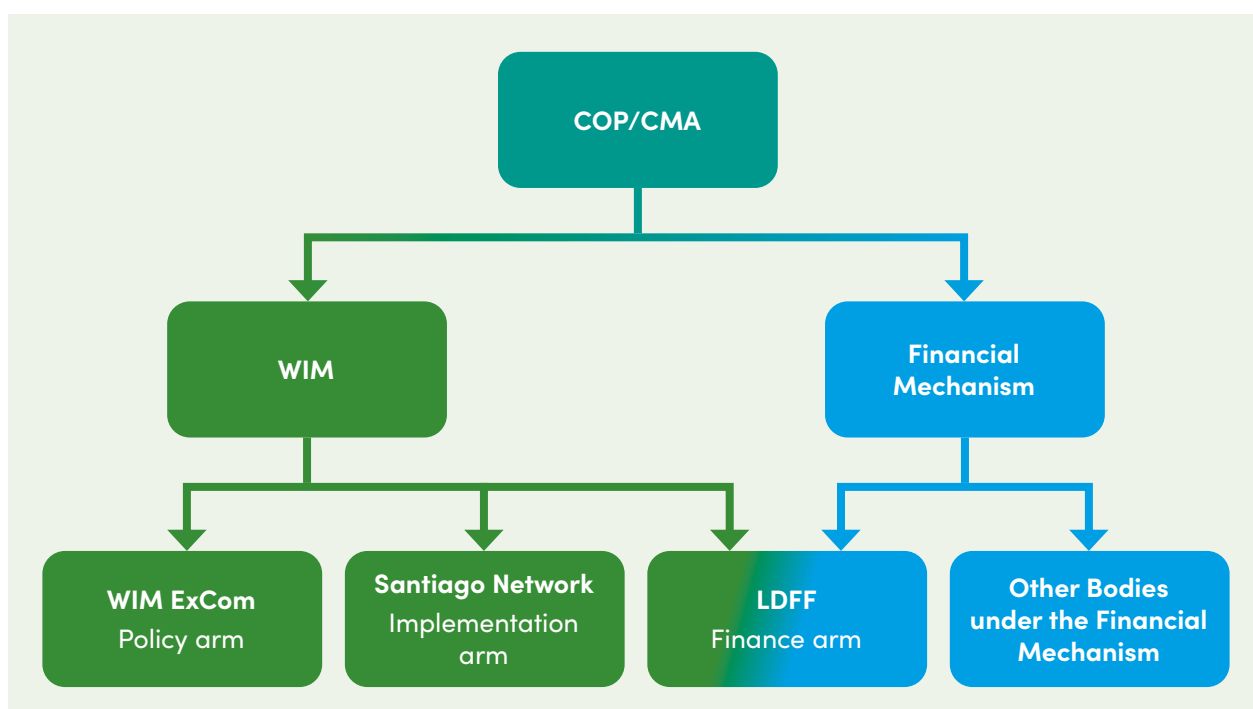 COP/CMA
WIM
Financial
Mechanism
WIM ExCom
Policy arm
Santiago Network
Implementation
arm
LDFF
Finance arm
Other Bodies
under the Financial
Mechanism